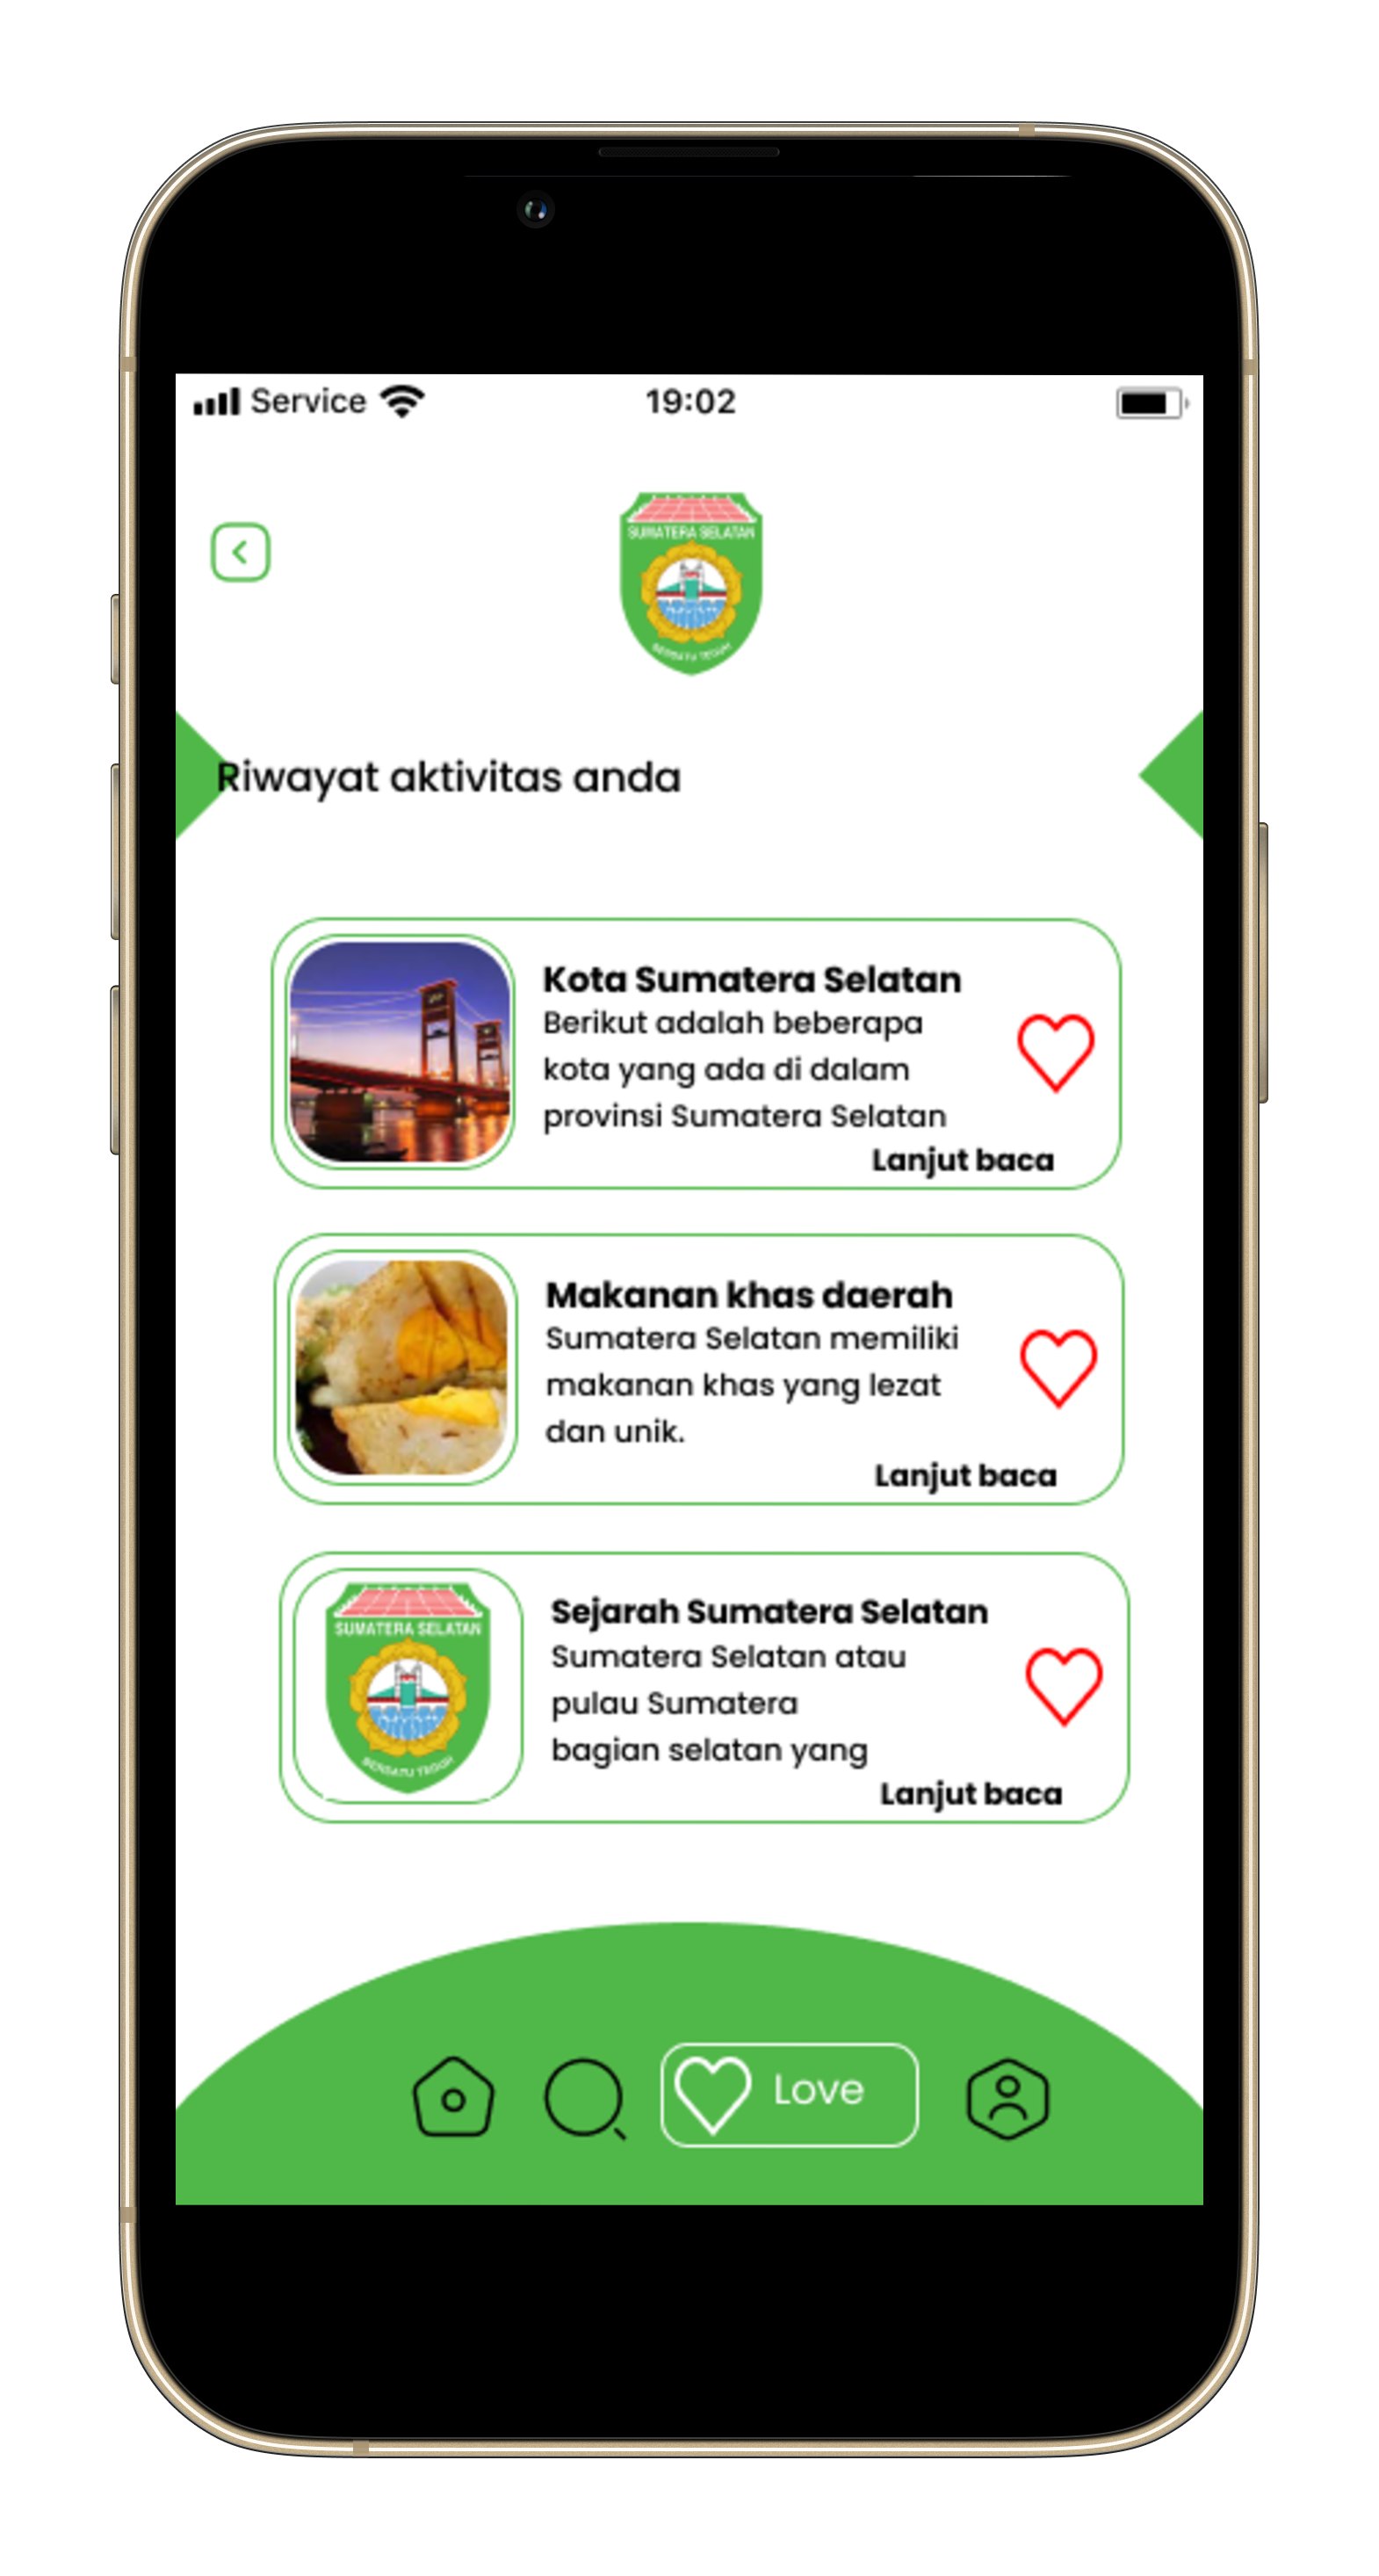 Service
19:02
SUMATERA SELATAN
BERSATU TEGUH
Riwayat aktivitas anda
Kota Sumatera Selatan
Berikut adalah beberapa
kota yang ada di dalam
provinsi Sumatera Selatan
Lanjut baca
Makanan khas daerah
Sumatera Selatan memiliki
makanan khas yang lezat
dan unik.
Lanjut baca
SUMATERA SELATAN
BERSATU TEGUH
Sejarah Sumatera Selatan
Sumatera Selatan atau
pulau Sumatera
bagian selatan yang
Lanjut baca
Love